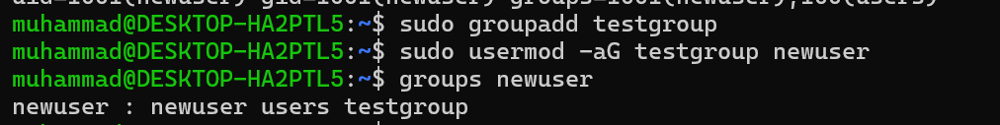 muhammad@DESKTOP-HA2PTL5:~$ sudo groupadd testgroup
muhammad@DESKTOP-HA2PTL5:~$ sudo usermod -aG testgroup newuser
muhammad@DESKTOP-HA2PTL5:~$ groups newuser
newuser : newuser users testgroup